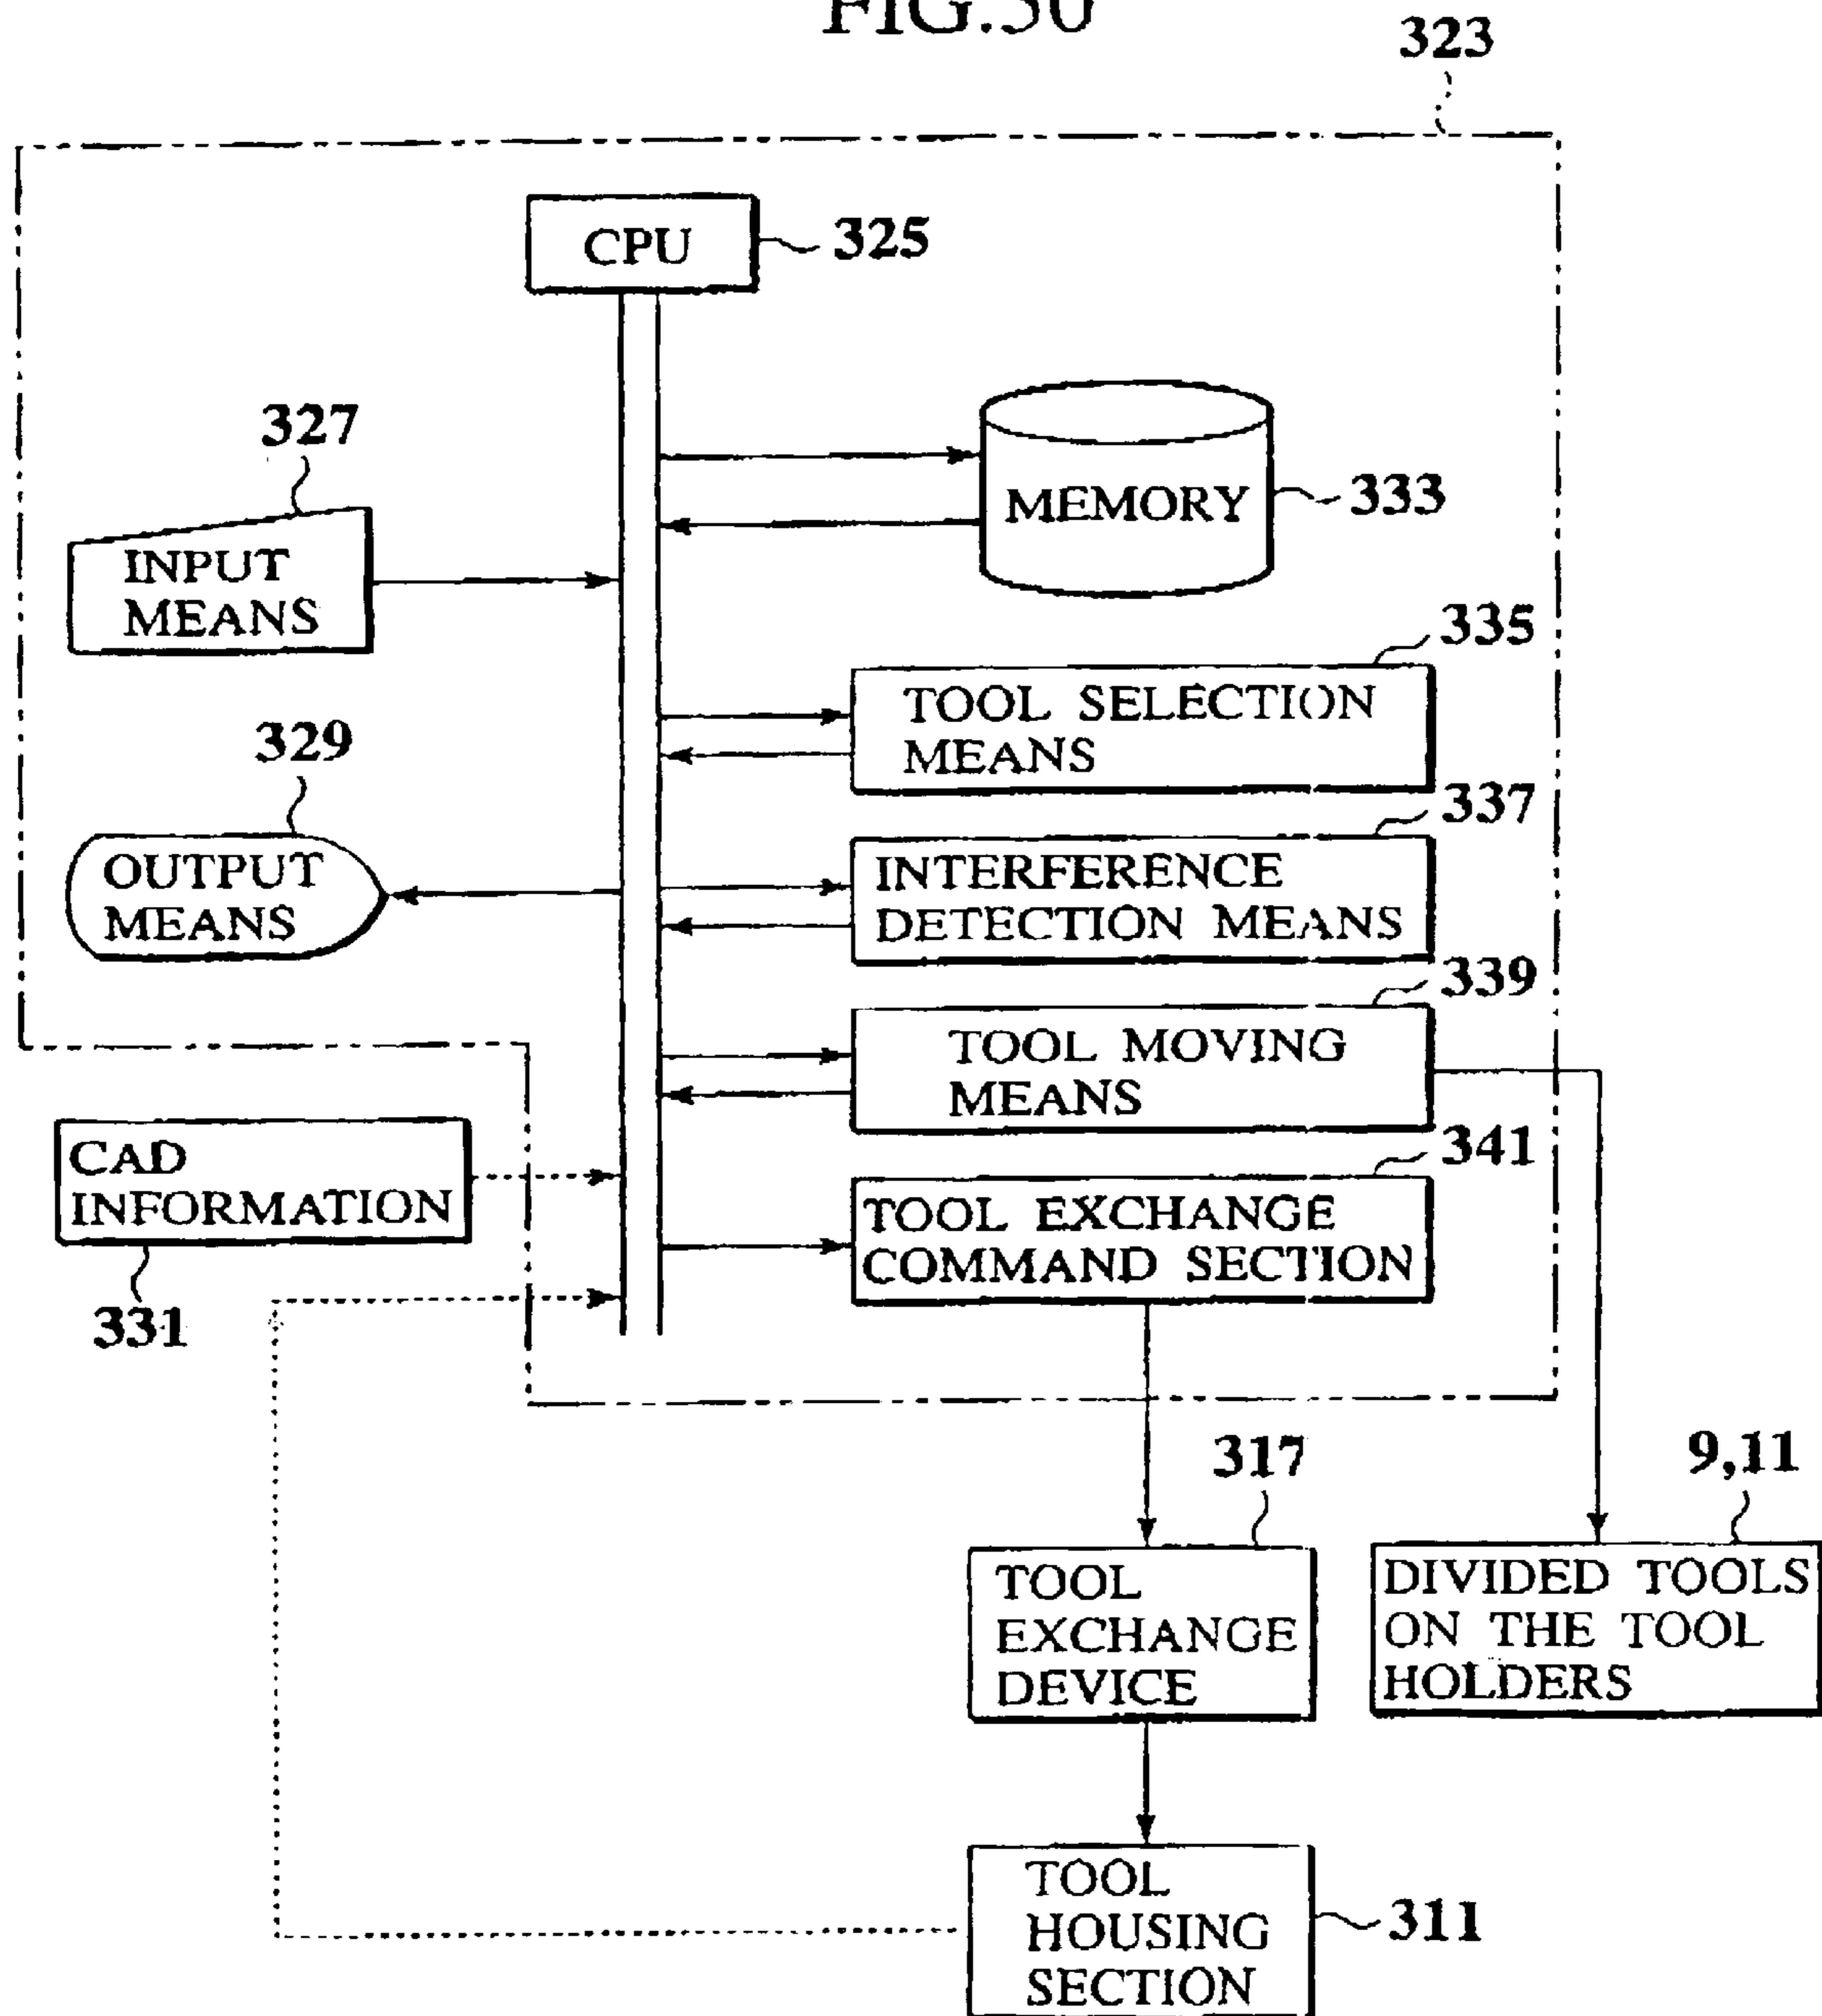 FIG.50
323
CPU
325
327
INPUT
MEANS
MEMORY
333
335
TOOL SELECTION
MEANS
329
OUTPUT
MEANS
337
INTERFERENCE
DETECTION MEANS
339
TOOL MOVING
MEANS
CAD
INFORMATION
331
341
TOOL EXCHANGE
COMMAND SECTION
317
TOOL
EXCHANGE
DEVICE
9,11
DIVIDED TOOLS
ON THE TOOL
HOLDERS
TOOL
HOUSING
SECTION
311